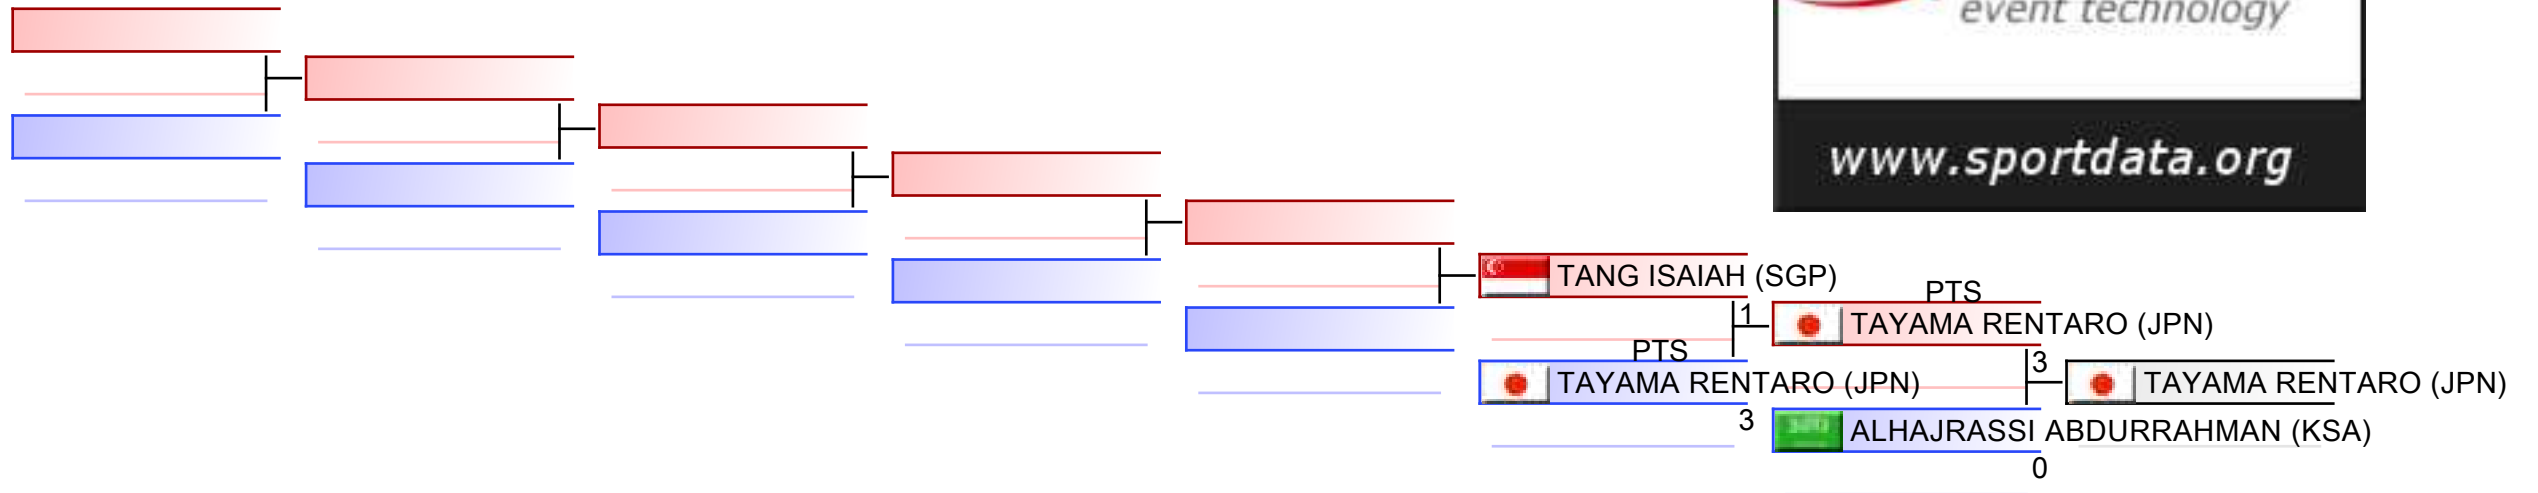 event technology
www.sportdata.org
TANG ISAIAH (SGP)
1
PTS
TAYAMA RENTARO (JPN)
3
PTS
TAYAMA RENTARO (JPN)
3
ALHAJRASSI ABDURRAHMAN (KSA)
0
TAYAMA RENTARO (JPN)